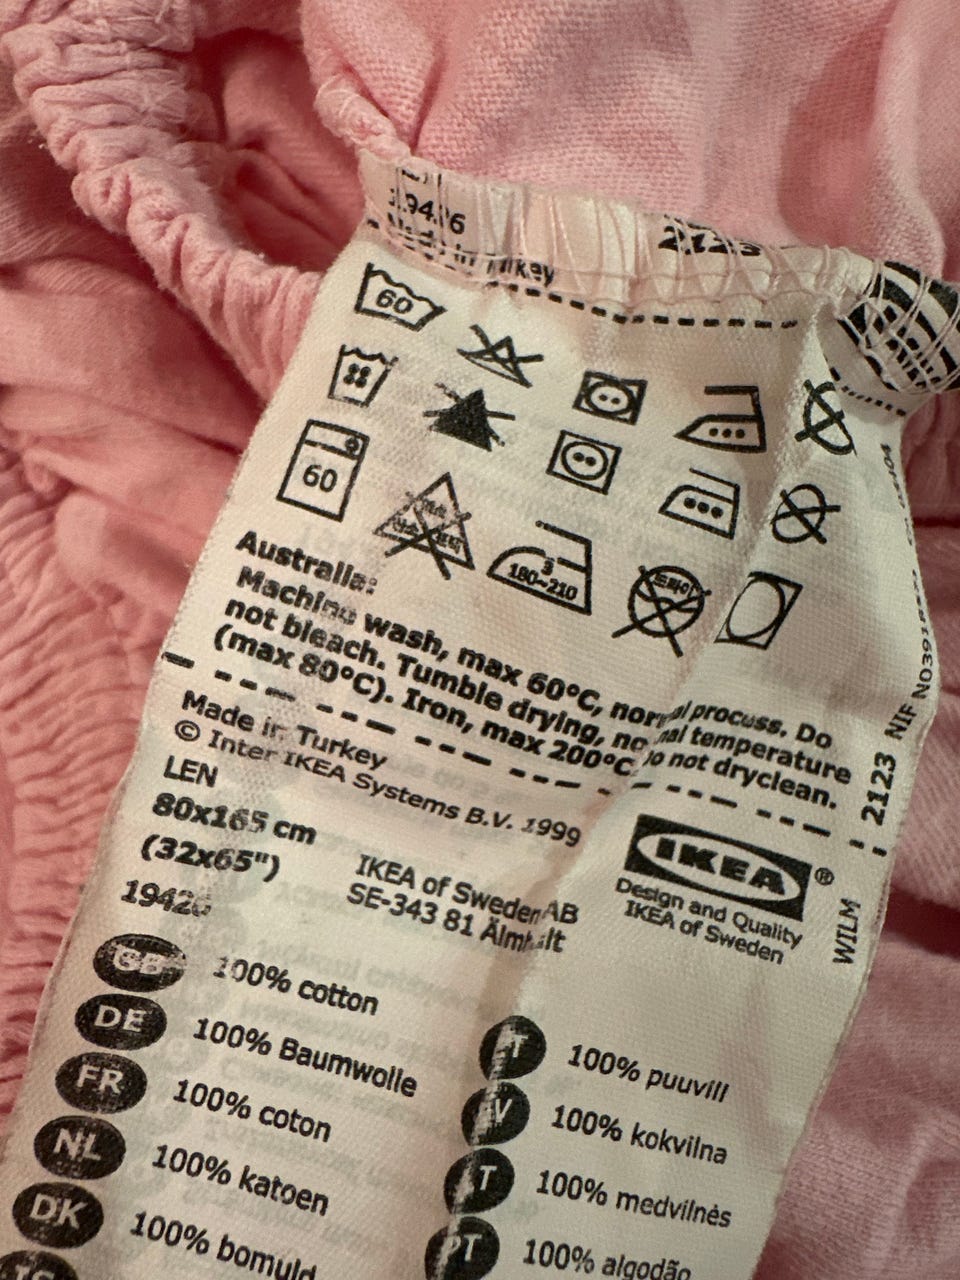 Made in Turkey
60
60
3
180~210
Australia:
Machine wash, max 60°C, normal process. Do
not bleach. Tumble drying, normal temperature
(max 80°C). Iron, max 200°C. Do not dryclean.
Made in Turkey
© Inter IKEA Systems B.V. 1999
LEN
80x165 cm
(32x65")
IKEA of Sweden AB
SE-343 81 Älmhult
IKEA®
Design and Quality
IKEA of Sweden
2123
WILM
GB 100% cotton
DE 100% Baumwolle
FR 100% coton
NL 100% katoen
DK 100% bomuld
100% puuvill
100% kokvilna
100% medvilnės
PT 100% algodão